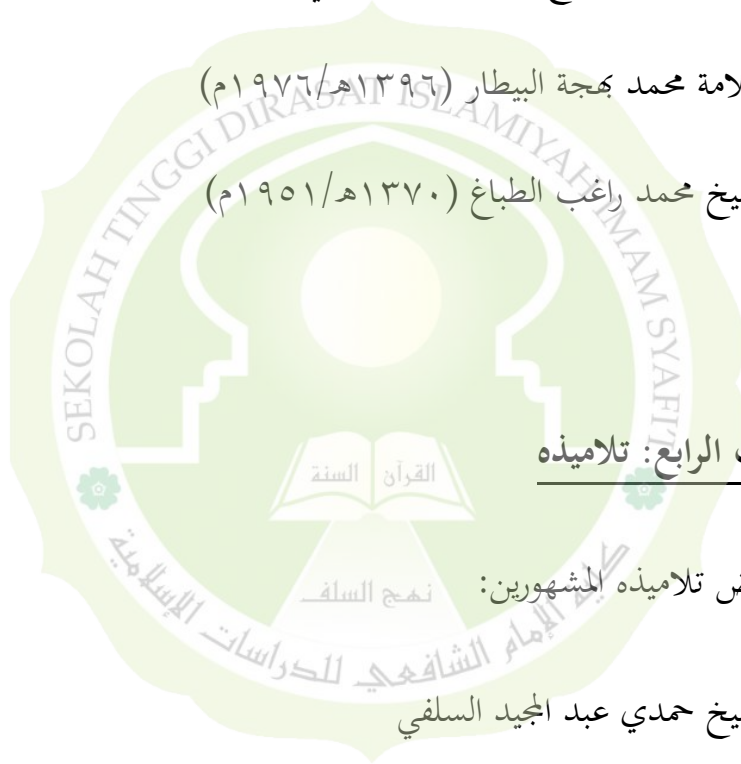 لامة محمد بهجة البيطار (١٣٩٦هـ/١٩٧٦م)
يخ محمد راغب الطباغ (١٣٧٠هـ/١٩٥١م)
الرابع: تلاميذه
ض تلاميذه المشهورين:
يخ حمدي عبد المجيد السلفي
SEKOLAH TINGGI DIRASAT ISLAMIYAH IMAM SYAFI'I
القرآن السنة
نهج السلف
كلية الإمام الشافعي للدراسات الإسلامية